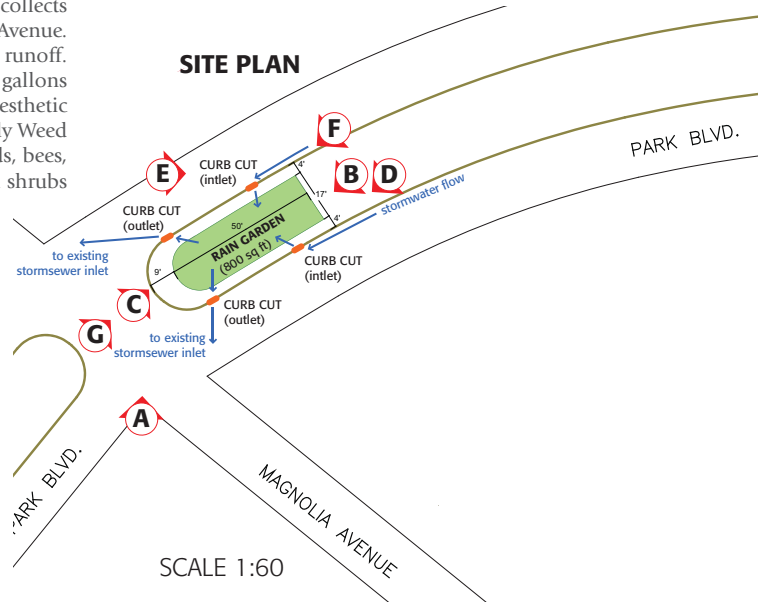 collects
Avenue.
runoff.
gallons
esthetic
ly Weed
ls, bees,
shrubs
SITE PLAN
F
E
CURB CUT
(intlet)
B
D
PARK BLVD.
4'
17'
4'
stormwater flow
CURB CUT
(outlet)
50'
RAIN GARDEN
(800 sq ft)
to existing
stormsewer inlet
9'
CURB CUT
(intlet)
C
CURB CUT
(outlet)
G
to existing
stormsewer inlet
A
PARK BLVD.
MAGNOLIA AVENUE
SCALE 1:60